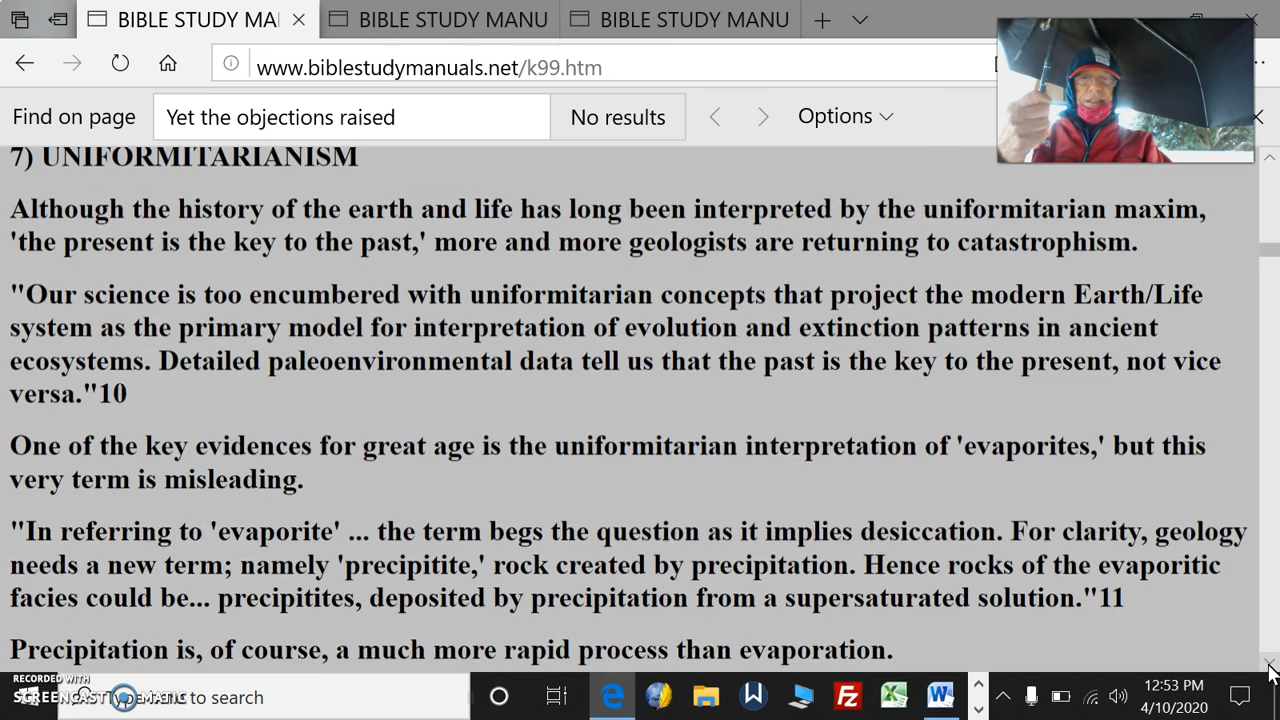 BIBLE STUDY MA
BIBLE STUDY MANU
BIBLE STUDY MANU
www.biblestudymanuals.net/k99.htm
Find on page
Yet the objections raised
No results
Options
7) UNIFORMITARIANISM
Although the history of the earth and life has long been interpreted by the uniformitarian maxim,
'the present is the key to the past,' more and more geologists are returning to catastrophism.
"Our science is too encumbered with uniformitarian concepts that project the modern Earth/Life
system as the primary model for interpretation of evolution and extinction patterns in ancient
ecosystems. Detailed paleoenvironmental data tell us that the past is the key to the present, not vice
versa."10
One of the key evidences for great age is the uniformitarian interpretation of 'evaporites,' but this
very term is misleading.
"In referring to 'evaporite' ... the term begs the question as it implies desiccation. For clarity, geology
needs a new term; namely 'precipitite,' rock created by precipitation. Hence rocks of the evaporitic
facies could be... precipitites, deposited by precipitation from a supersaturated solution."11
Precipitation is, of course, a much more rapid process than evaporation.
RECORDED WITH
SCREENCAST-O-MATIC
Type here to search
12:53 PM
4/10/2020